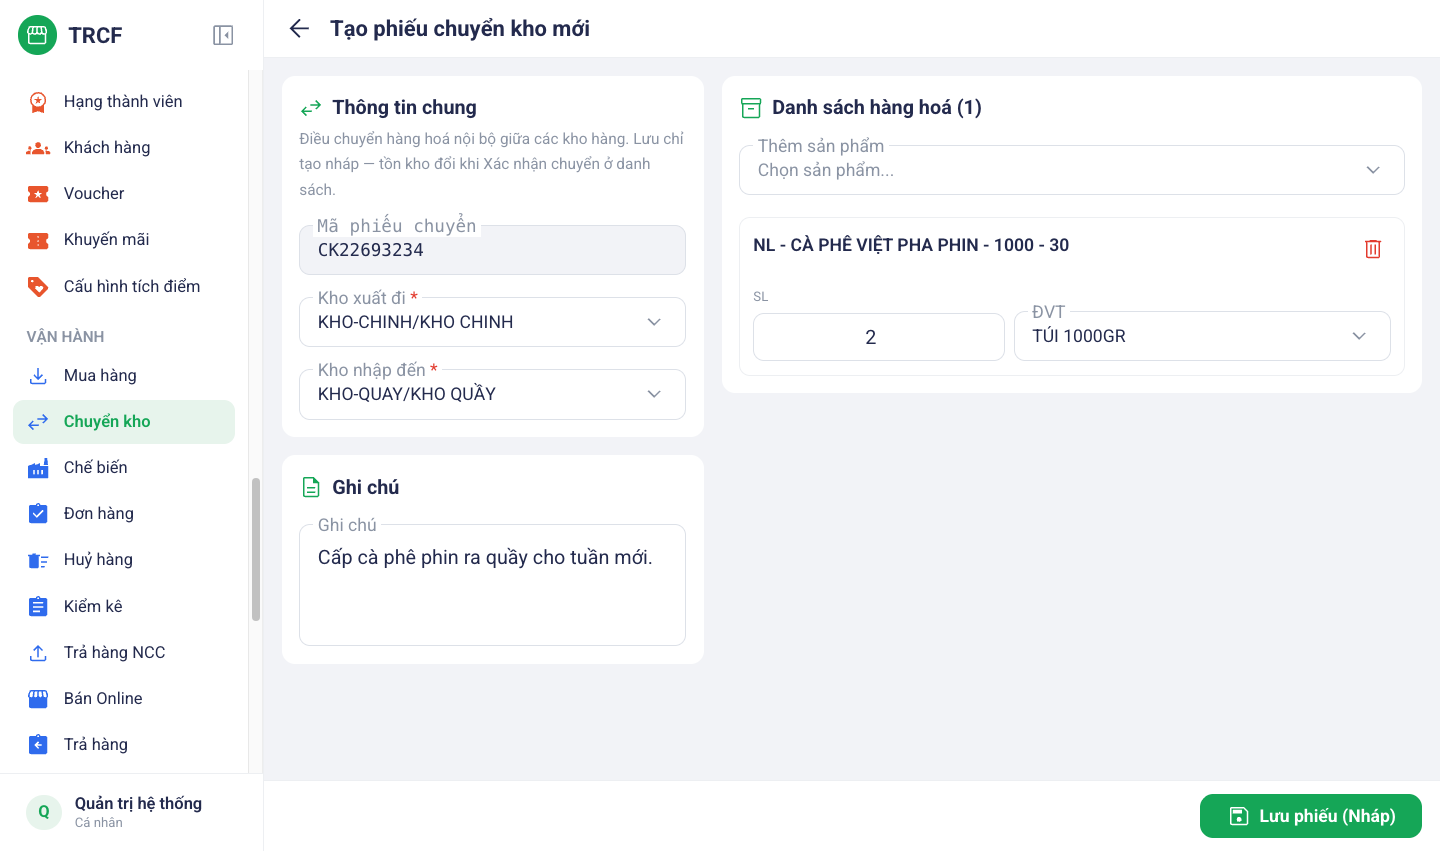 TRCF
Hạng thành viên
Khách hàng
Voucher
Khuyến mãi
Cấu hình tích điểm
VẬN HÀNH
Mua hàng
Chuyển kho
Chế biến
Đơn hàng
Huỷ hàng
Kiểm kê
Trả hàng NCC
Bán Online
Trả hàng
Q
Quản trị hệ thống
Cá nhân
Tạo phiếu chuyển kho mới
Thông tin chung
Điều chuyển hàng hoá nội bộ giữa các kho hàng. Lưu chỉ
tạo nháp — tồn kho đổi khi Xác nhận chuyển ở danh
sách.
Mã phiếu chuyển
CK22693234
Kho xuất đi *
KHO-CHINH/KHO CHINH
Kho nhập đến *
KHO-QUAY/KHO QUẦY
Ghi chú
Ghi chú
Cấp cà phê phin ra quầy cho tuần mới.
Danh sách hàng hoá (1)
Thêm sản phẩm
Chọn sản phẩm...
NL - CÀ PHÊ VIỆT PHA PHIN - 1000 - 30
SL
2
ĐVT
TÚI 1000GR
Lưu phiếu (Nháp)